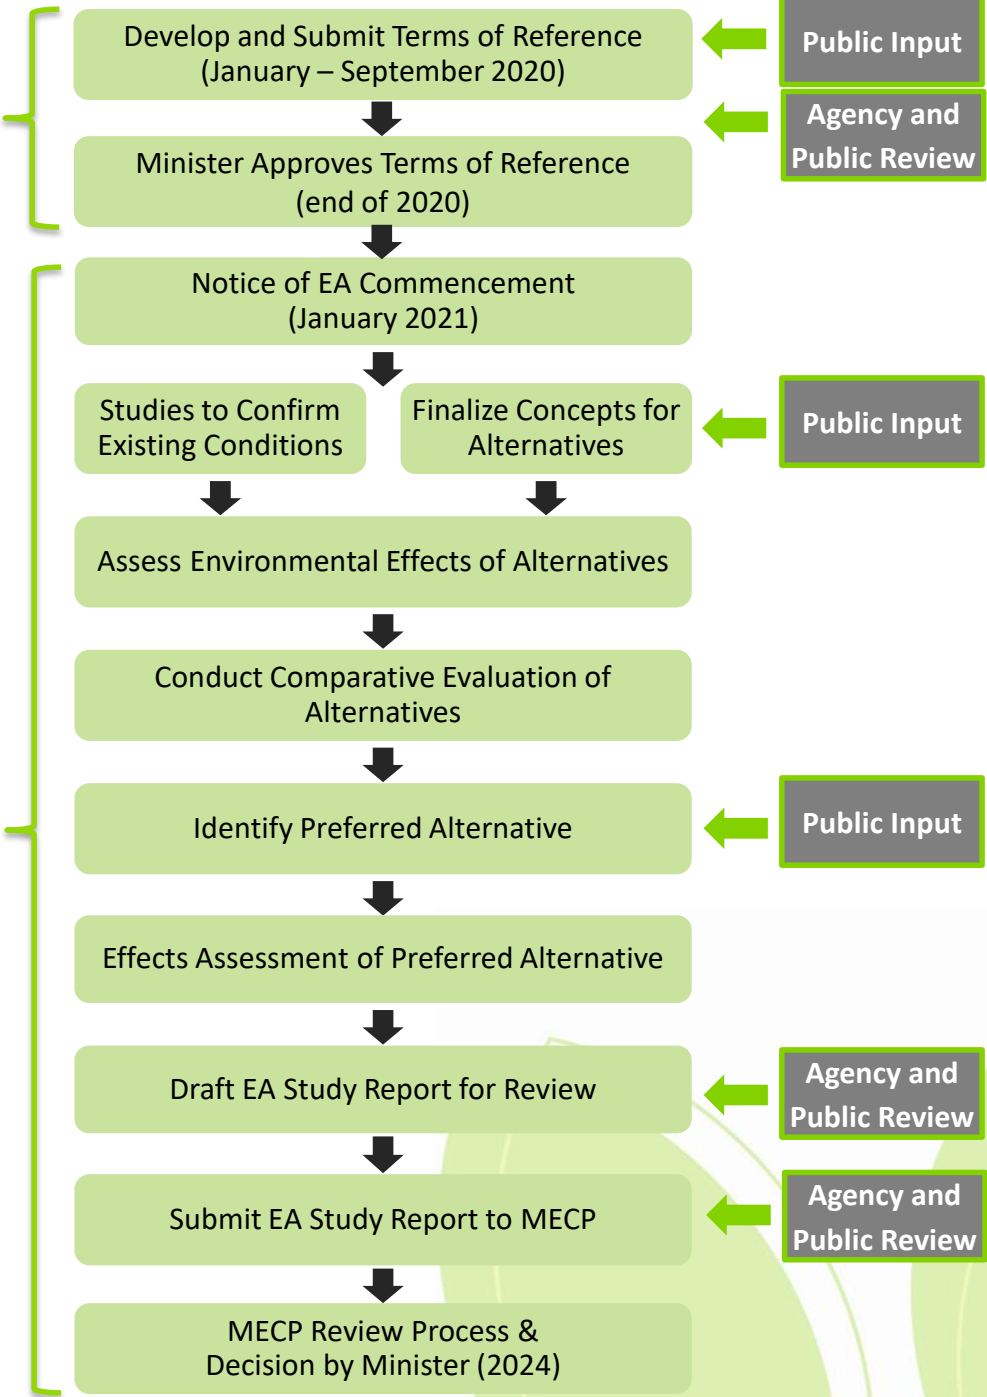 Develop and Submit Terms of Reference
(January – September 2020)
Public Input
Agency and
Public Review
Minister Approves Terms of Reference
(end of 2020)
Notice of EA Commencement
(January 2021)
Studies to Confirm
Existing Conditions
Finalize Concepts for
Alternatives
Public Input
Assess Environmental Effects of Alternatives
Conduct Comparative Evaluation of
Alternatives
Identify Preferred Alternative
Public Input
Effects Assessment of Preferred Alternative
Draft EA Study Report for Review
Agency and
Public Review
Submit EA Study Report to MECP
Agency and
Public Review
MECP Review Process &
Decision by Minister (2024)